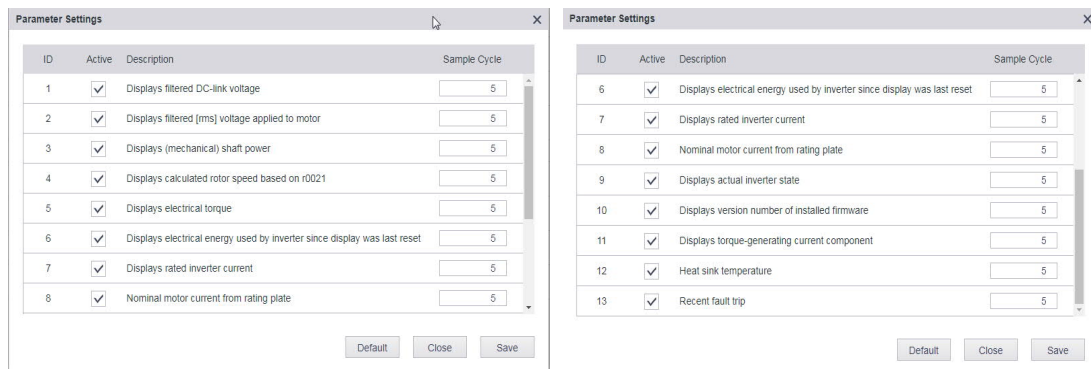 Parameter Settings X
ID Active Description Sample Cycle
1 Displays filtered DC-link voltage 5
2 Displays filtered [rms] voltage applied to motor 5
3 Displays (mechanical) shaft power 5
4 Displays calculated rotor speed based on r0021 5
5 Displays electrical torque 5
6 Displays electrical energy used by inverter since display was last reset 5
7 Displays rated inverter current 5
8 Nominal motor current from rating plate 5
Default Close Save
Parameter Settings X
ID Active Description Sample Cycle
6 Displays electrical energy used by inverter since display was last reset 5
7 Displays rated inverter current 5
8 Nominal motor current from rating plate 5
9 Displays actual inverter state 5
10 Displays version number of installed firmware 5
11 Displays torque-generating current component 5
12 Heat sink temperature 5
13 Recent fault trip 5
Default Close Save